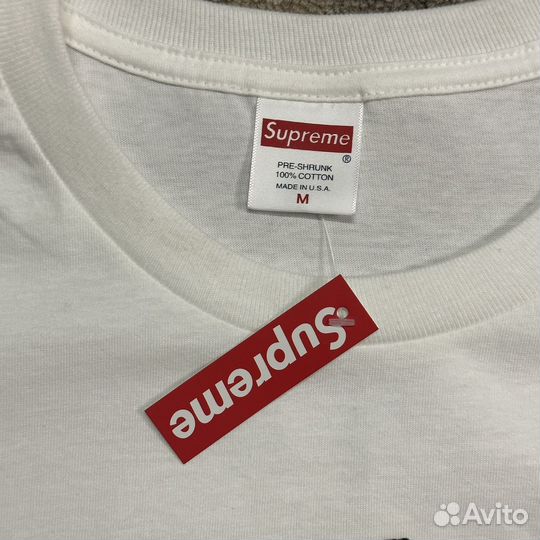 Supreme
®
PRE-SHRUNK
100% COTTON
MADE IN U.S.A.
M
Supreme
Avito